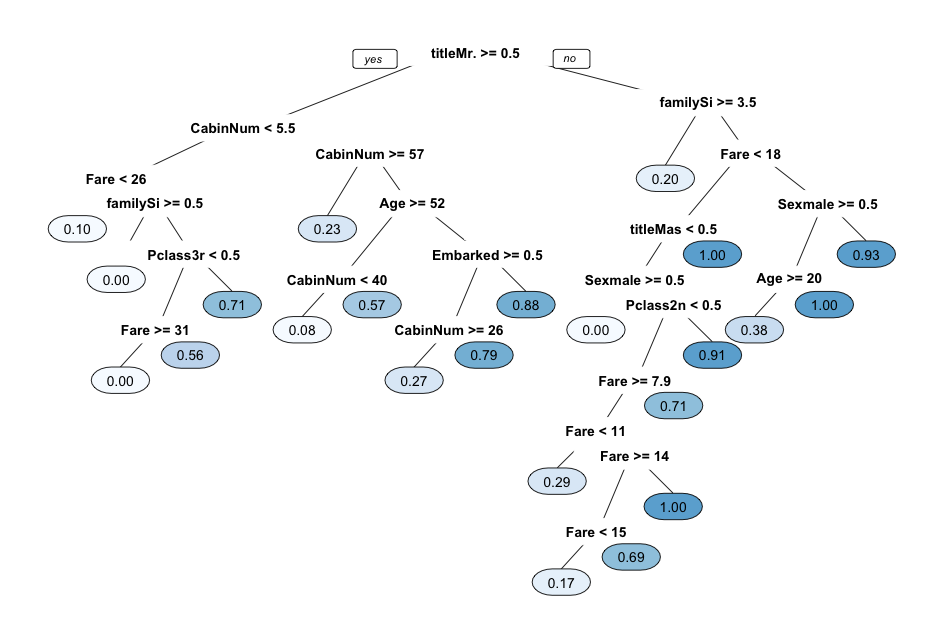 titleMr. >= 0.5
yes
no
familySi >= 3.5
CabinNum < 5.5
CabinNum >= 57
Fare < 18
Fare < 26
0.20
familySi >= 0.5
Age >= 52
Sexmale >= 0.5
0.10
0.23
titleMas < 0.5
Pclass3r < 0.5
Embarked >= 0.5
1.00
0.93
0.00
CabinNum < 40
Sexmale >= 0.5
Age >= 20
0.71
0.57
0.88
Pclass2n < 0.5
1.00
Fare >= 31
0.08
CabinNum >= 26
0.00
0.38
0.56
0.79
0.91
0.00
0.27
Fare >= 7.9
0.71
Fare < 11
Fare >= 14
0.29
1.00
Fare < 15
0.69
0.17